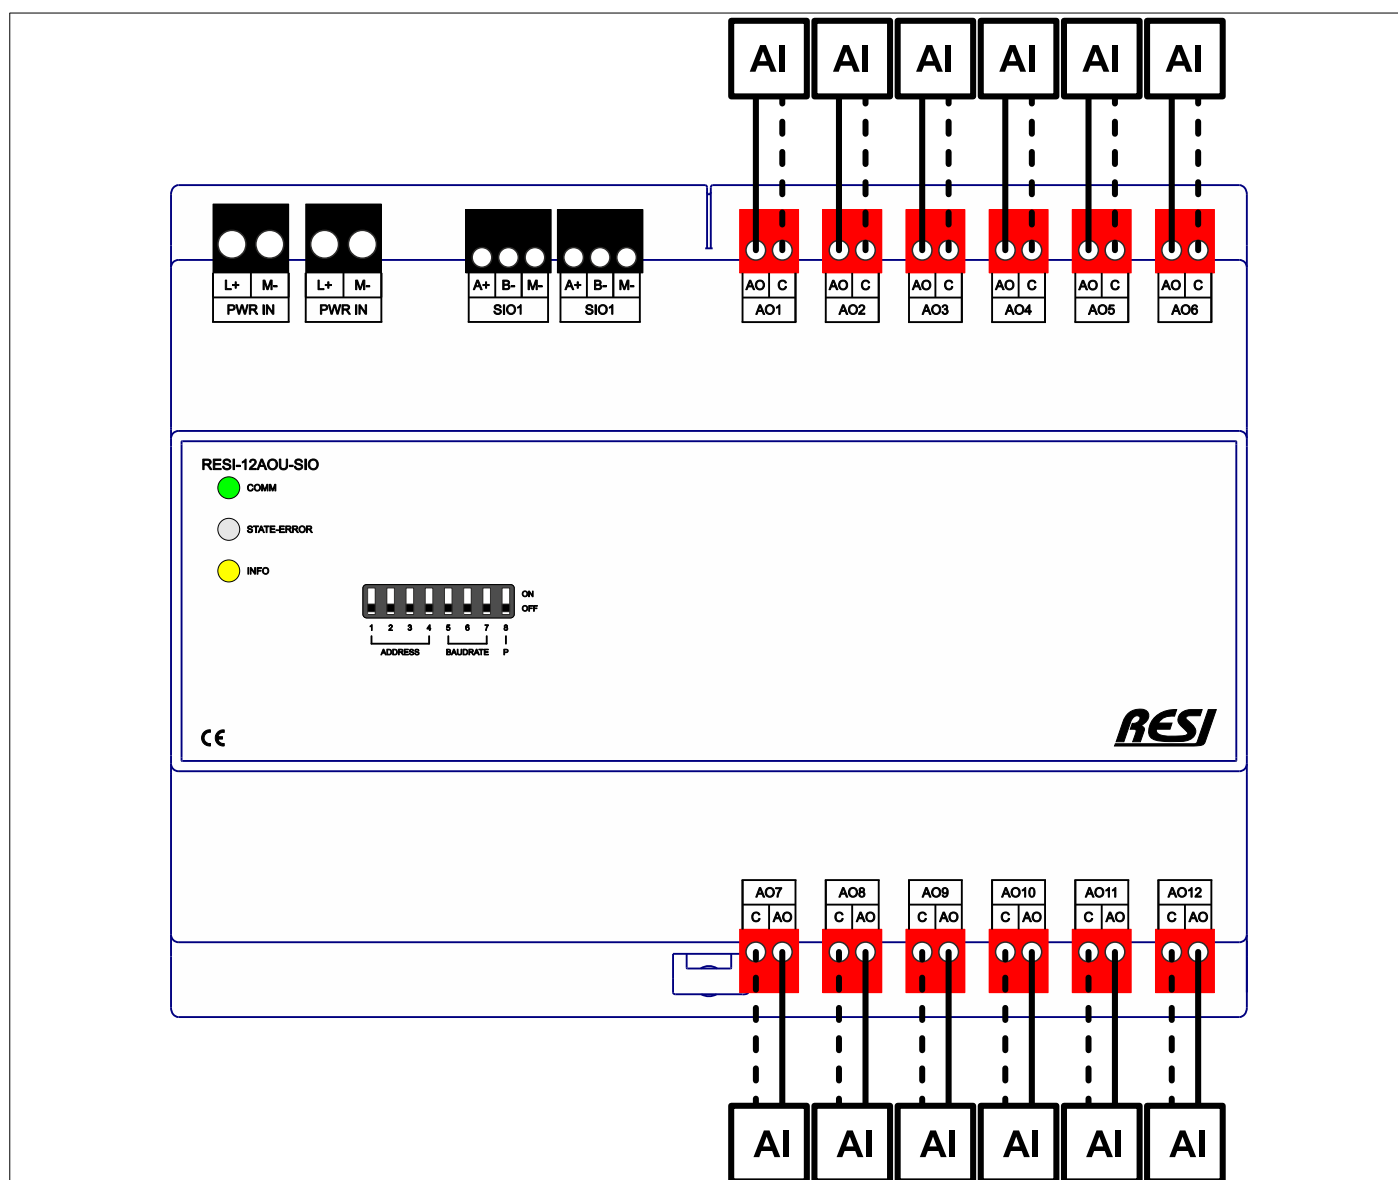 AI AI AI AI AI AI
L+ M- L+ M- A+ B- M- A+ B- M- AO C AO C AO C AO C AO C AO C
PWR IN PWR IN SIO1 SIO1 AO1 AO2 AO3 AO4 AO5 AO6
RESI-12AOU-SIO
COMM
STATE-ERROR
INFO
ON
OFF
1 2 3 4 5 6 7 8
ADDRESS BAUDRATE P
CE
RESI
AO7 AO8 AO9 AO10 AO11 AO12
C AO C AO C AO C AO C AO C AO
AI AI AI AI AI AI